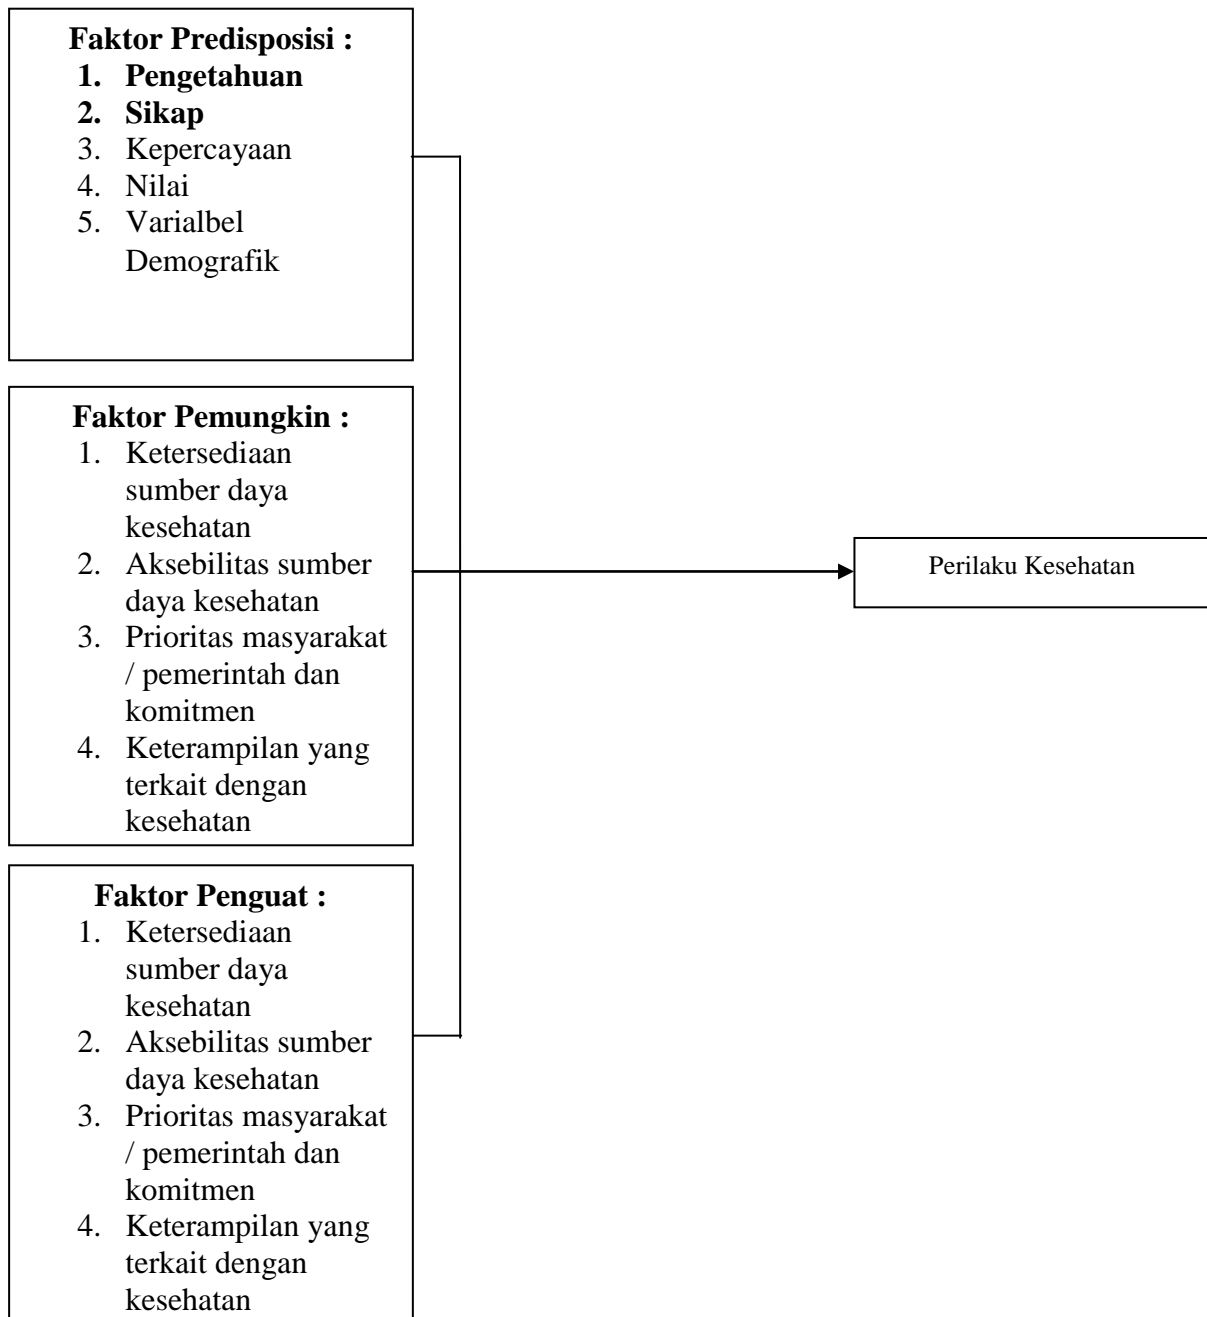 Faktor Predisposisi :
1. Pengetahuan
2. Sikap
3. Kepercayaan
4. Nilai
5. Varialbel
Demografik
Faktor Pemungkin :
1. Ketersediaan
sumber daya
kesehatan
2. Aksebilitas sumber
daya kesehatan
3. Prioritas masyarakat
/ pemerintah dan
komitmen
4. Keterampilan yang
terkait dengan
kesehatan
Perilaku Kesehatan
Faktor Penguat :
1. Ketersediaan
sumber daya
kesehatan
2. Aksebilitas sumber
daya kesehatan
3. Prioritas masyarakat
/ pemerintah dan
komitmen
4. Keterampilan yang
terkait dengan
kesehatan